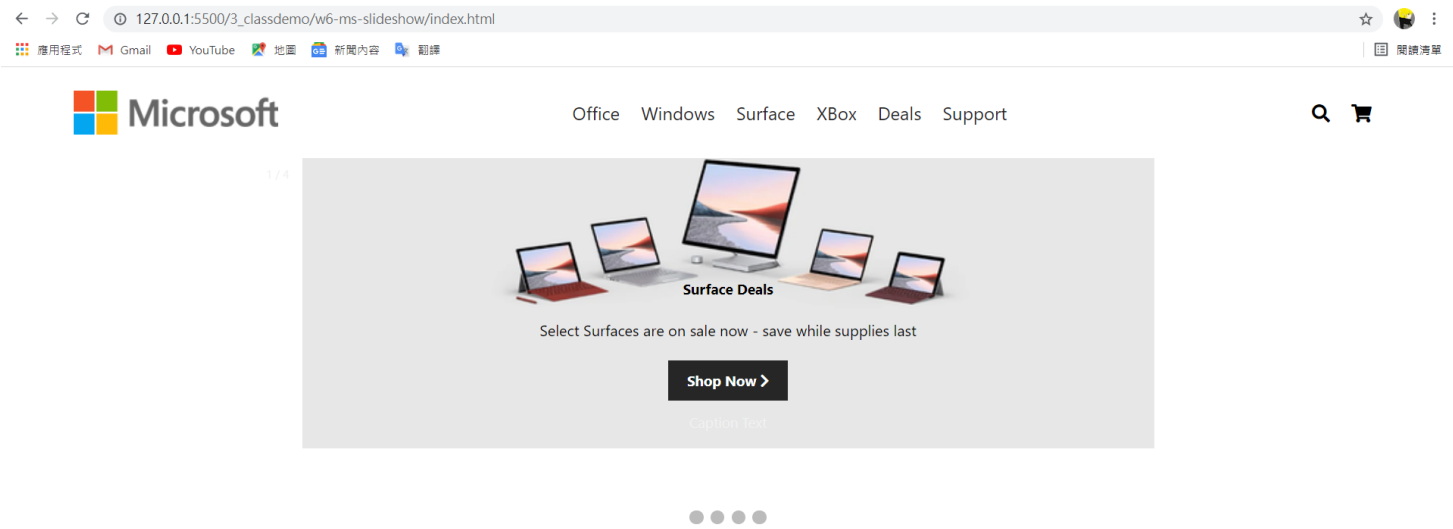 127.0.0.1:5500/3_classdemo/w6-ms-slideshow/index.html
應用程式 Gmail YouTube 地圖 新聞內容 翻譯 閱讀清單
Microsoft Office Windows Surface XBox Deals Support
1 / 4
Surface Deals
Select Surfaces are on sale now - save while supplies last
Shop Now
Caption Text